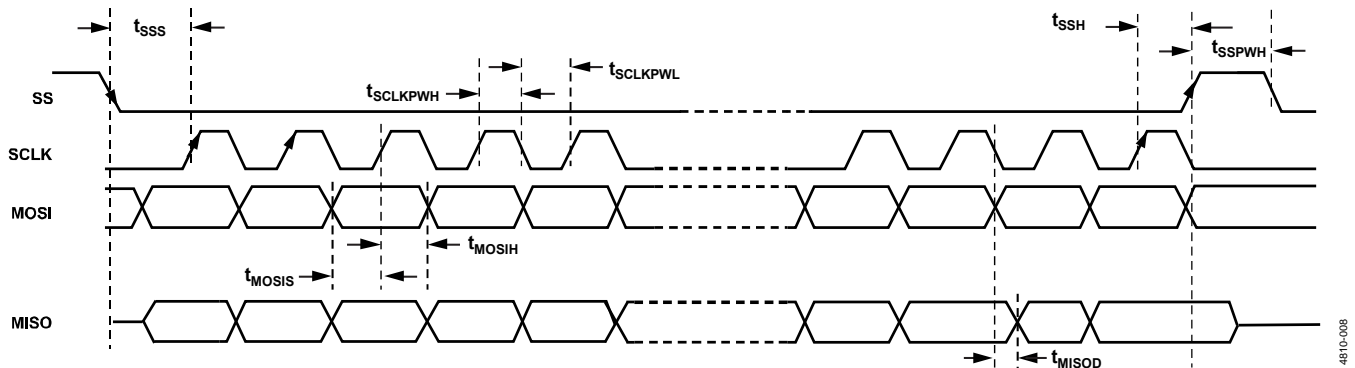 tSSS
tSSH
tSSPWH
tSCLKPWL
tSCLKPWH
SS
SCLK
MOSI
tMOSIH
tMOSIS
MISO
tMISOD
4810-008